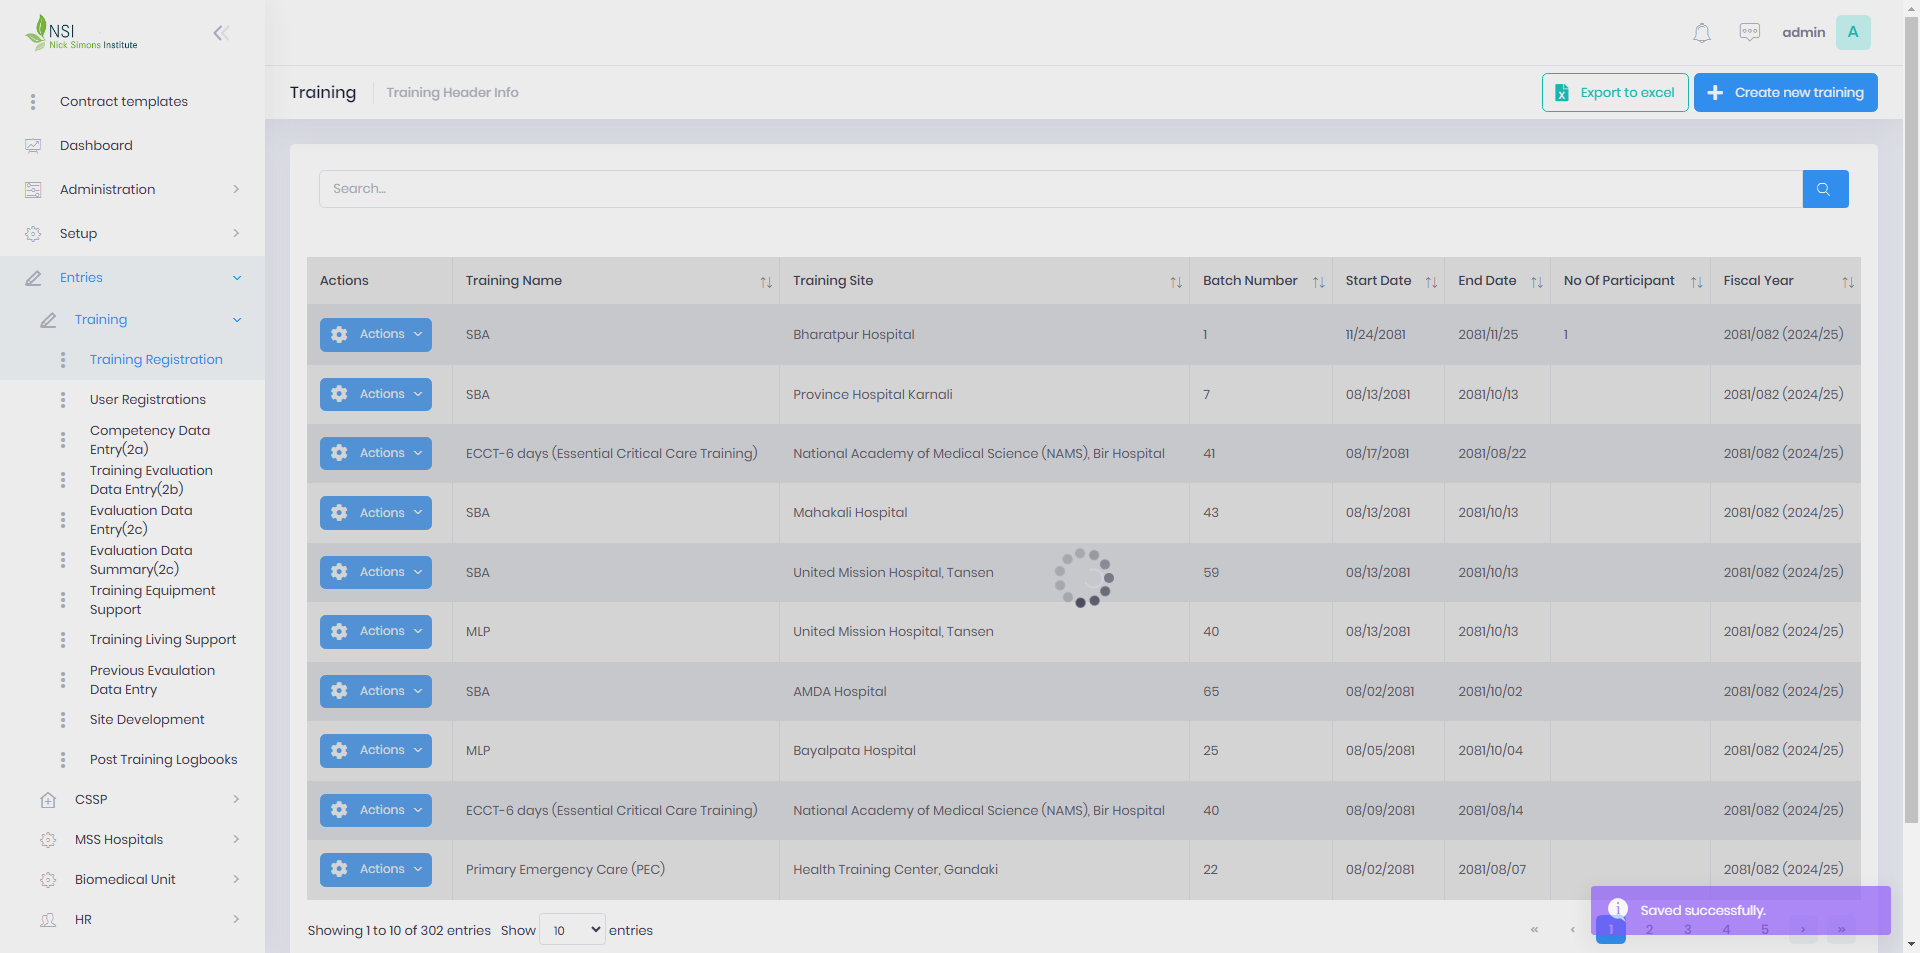 NSI
Nick Simons Institute
admin
A
Contract templates
Dashboard
Administration
Setup
Entries
Training
Training Registration
User Registrations
Competency Data
Entry(2a)
Training Evaluation
Data Entry(2b)
Evaluation Data
Entry(2c)
Evaluation Data
Summary(2c)
Training Equipment
Support
Training Living Support
Previous Evaulation
Data Entry
Site Development
Post Training Logbooks
CSSP
MSS Hospitals
Biomedical Unit
HR
Training Training Header Info
Export to excel
Create new training
Search...
Actions Training Name Training Site Batch Number Start Date End Date No Of Participant Fiscal Year
Actions SBA Bharatpur Hospital 1 11/24/2081 2081/11/25 1 2081/082 (2024/25)
Actions SBA Province Hospital Karnali 7 08/13/2081 2081/10/13 2081/082 (2024/25)
Actions ECCT-6 days (Essential Critical Care Training) National Academy of Medical Science (NAMS), Bir Hospital 41 08/17/2081 2081/08/22 2081/082 (2024/25)
Actions SBA Mahakali Hospital 43 08/13/2081 2081/10/13 2081/082 (2024/25)
Actions SBA United Mission Hospital, Tansen 59 08/13/2081 2081/10/13 2081/082 (2024/25)
Actions MLP United Mission Hospital, Tansen 40 08/13/2081 2081/10/13 2081/082 (2024/25)
Actions SBA AMDA Hospital 65 08/02/2081 2081/10/02 2081/082 (2024/25)
Actions MLP Bayalpata Hospital 25 08/05/2081 2081/10/04 2081/082 (2024/25)
Actions ECCT-6 days (Essential Critical Care Training) National Academy of Medical Science (NAMS), Bir Hospital 40 08/09/2081 2081/08/14 2081/082 (2024/25)
Actions Primary Emergency Care (PEC) Health Training Center, Gandaki 22 08/02/2081 2081/08/07 2081/082 (2024/25)
Saved successfully.
Showing 1 to 10 of 302 entries Show 10 entries
« ‹ 1 2 3 4 5 › »